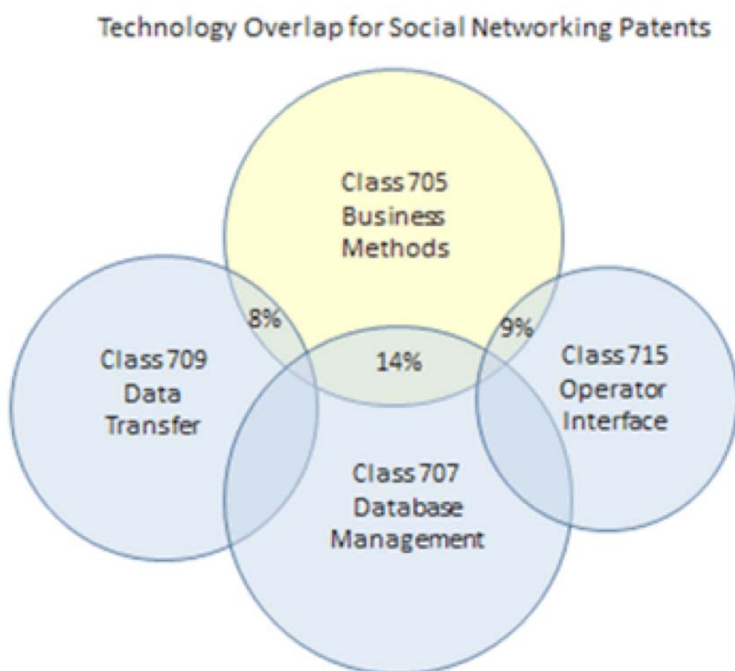 Technology Overlap for Social Networking Patents
Class 705
Business
Methods
8%
9%
14%
Class 709
Data
Transfer
Class 715
Operator
Interface
Class 707
Database
Management